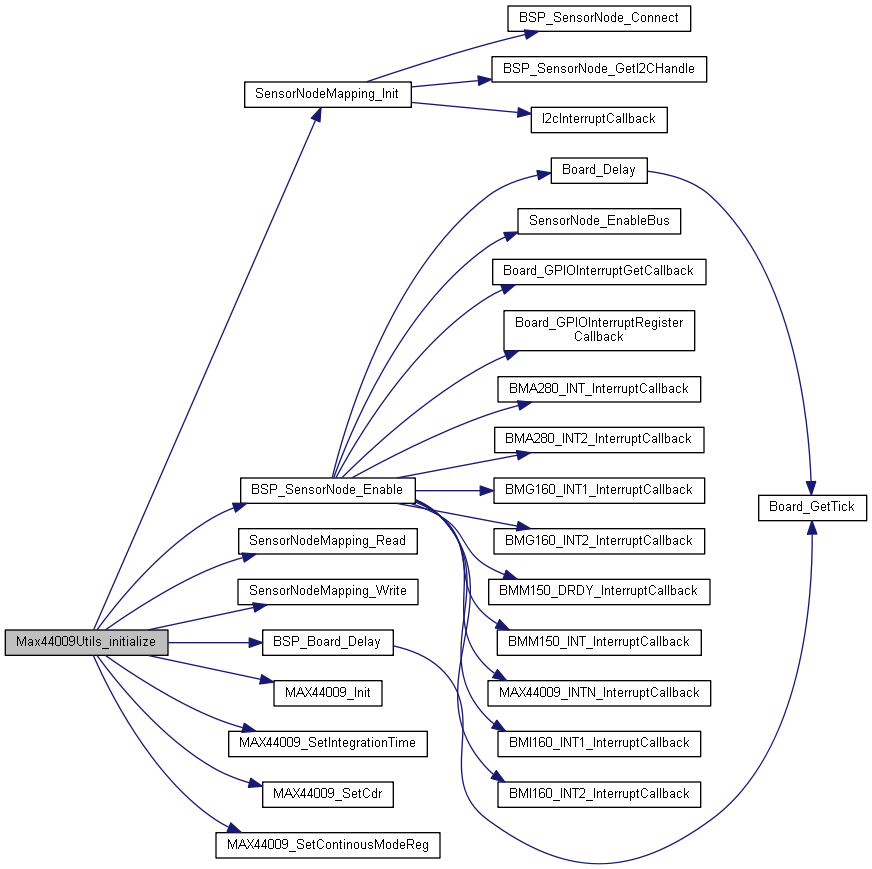 BSP_SensorNode_Connect
BSP_SensorNode_GetI2CHandle
SensorNodeMapping_Init
I2cInterruptCallback
Board_Delay
SensorNode_EnableBus
Board_GPIOInterruptGetCallback
Board_GPIOInterruptRegister
Callback
BMA280_INT_InterruptCallback
BMA280_INT2_InterruptCallback
BSP_SensorNode_Enable
BMG160_INT1_InterruptCallback
Board_GetTick
SensorNodeMapping_Read
BMG160_INT2_InterruptCallback
SensorNodeMapping_Write
BMM150_DRDY_InterruptCallback
Max44009Utils_initialize
BSP_Board_Delay
BMM150_INT_InterruptCallback
MAX44009_Init
MAX44009_INTN_InterruptCallback
MAX44009_SetIntegrationTime
BMI160_INT1_InterruptCallback
MAX44009_SetCdr
BMI160_INT2_InterruptCallback
MAX44009_SetContinousModeReg